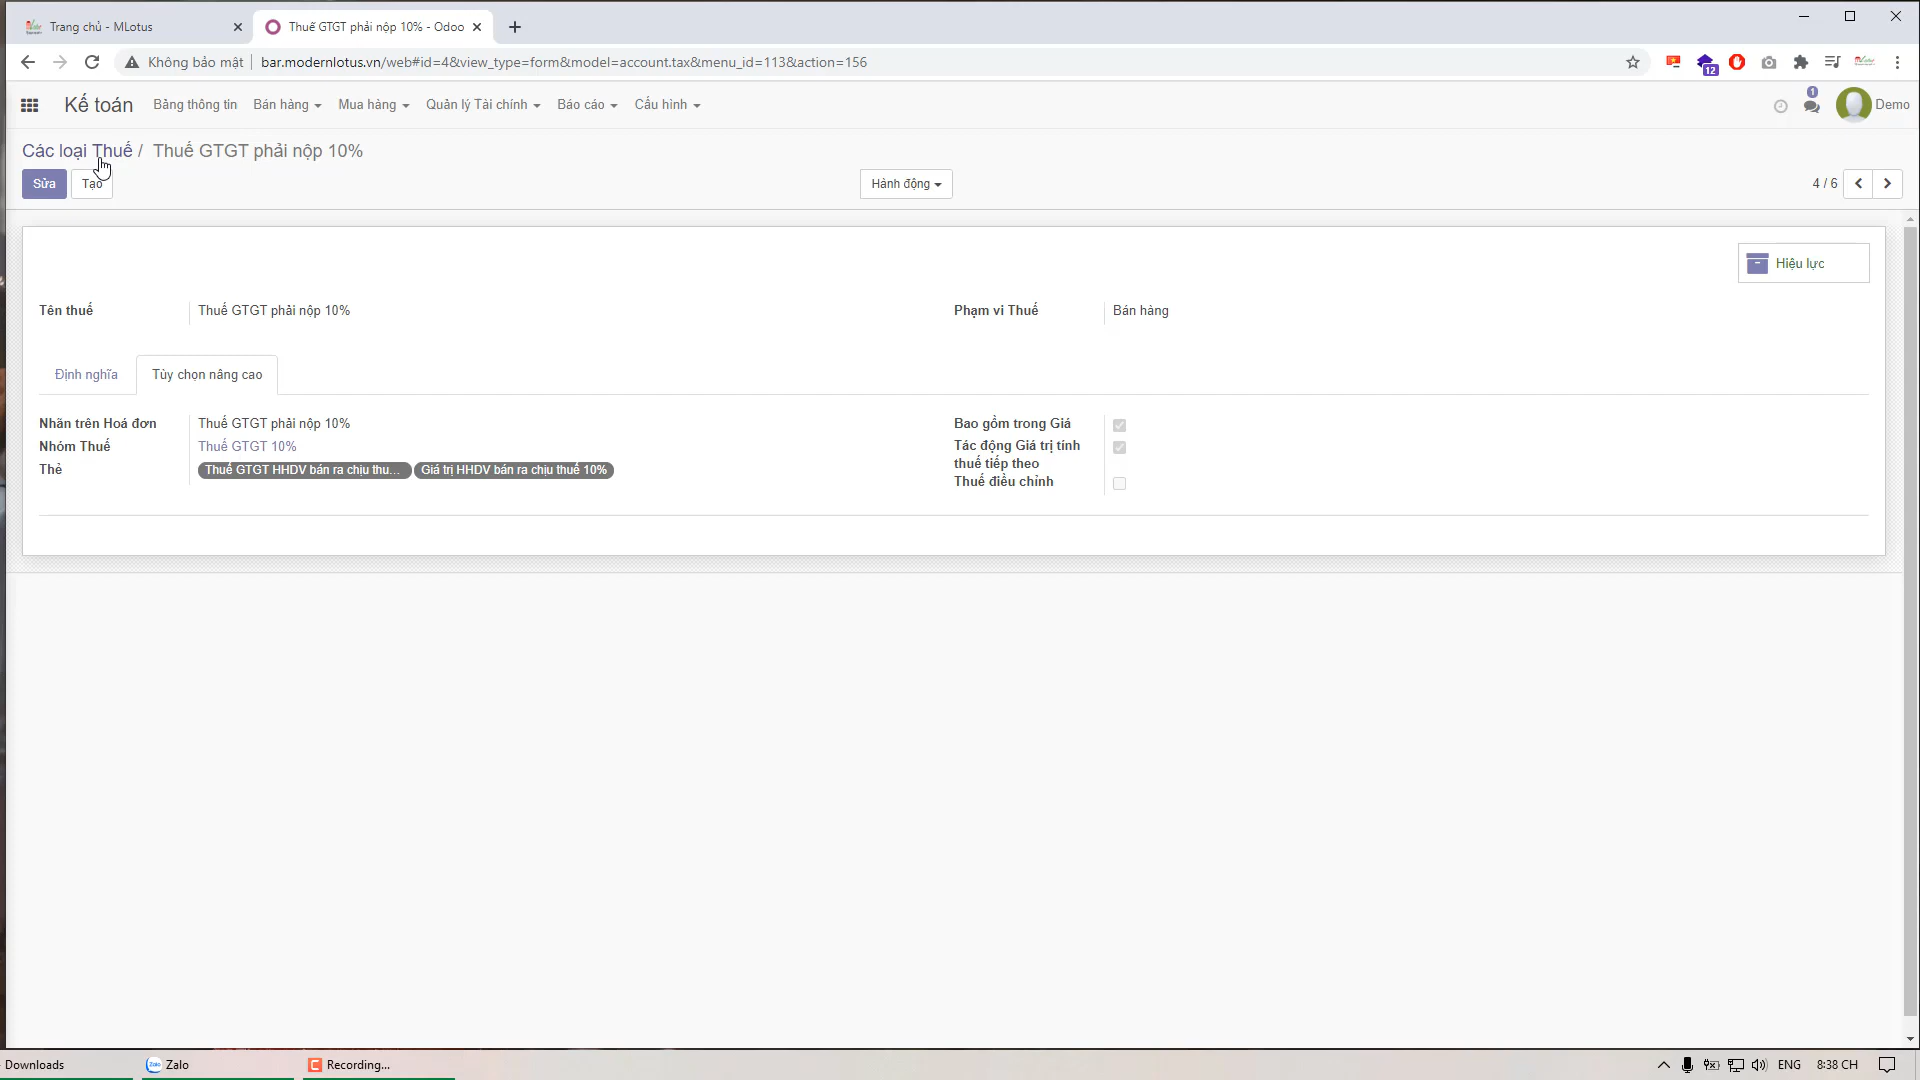 Trang chủ - MLotus
Thuế GTGT phải nộp 10% - Odoo
Không bảo mật
bar.modernlotus.vn/web#id=4&view_type=form&model=account.tax&menu_id=113&action=156
12
Kế toán
Bảng thông tin
Bán hàng
Mua hàng
Quản lý Tài chính
Báo cáo
Cấu hình
1
Demo
Các loại Thuế / Thuế GTGT phải nộp 10%
Sửa
Tạo
Hành động
4 / 6
Hiệu lực
Tên thuế
Thuế GTGT phải nộp 10%
Phạm vi Thuế
Bán hàng
Định nghĩa
Tùy chọn nâng cao
Nhãn trên Hoá đơn
Thuế GTGT phải nộp 10%
Nhóm Thuế
Thuế GTGT 10%
Thẻ
Thuế GTGT HHDV bán ra chịu thu...
Giá trị HHDV bán ra chịu thuế 10%
Bao gồm trong Giá
Tác động Giá trị tính
thuế tiếp theo
Thuế điều chỉnh
Downloads
Zalo
Recording...
ENG
8:38 CH